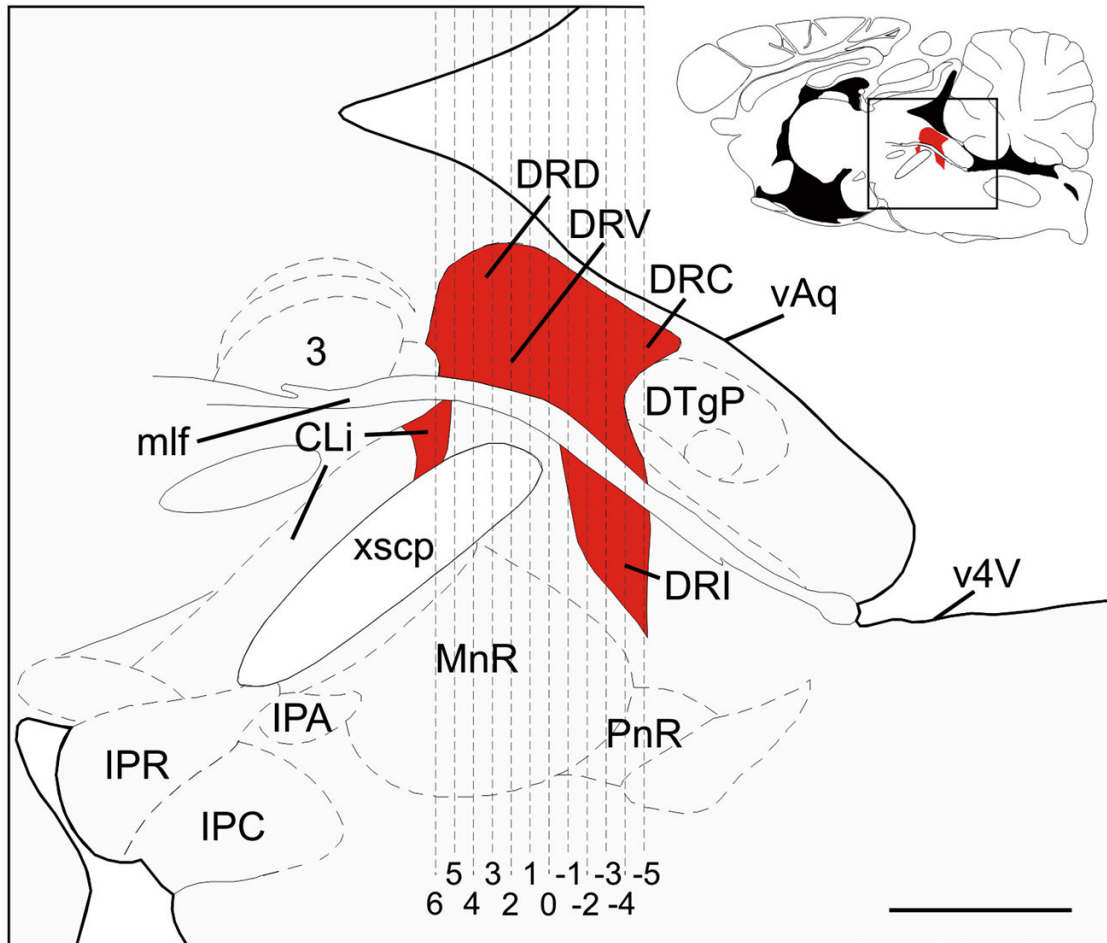 DRD
DRV
DRC
vAq
3
DTgP
mlf
CLi
xscp
DRI
v4V
MnR
IPA
PnR
IPR
IPC
5 3 1 -1 -3 -5
6 4 2 0 -2 -4